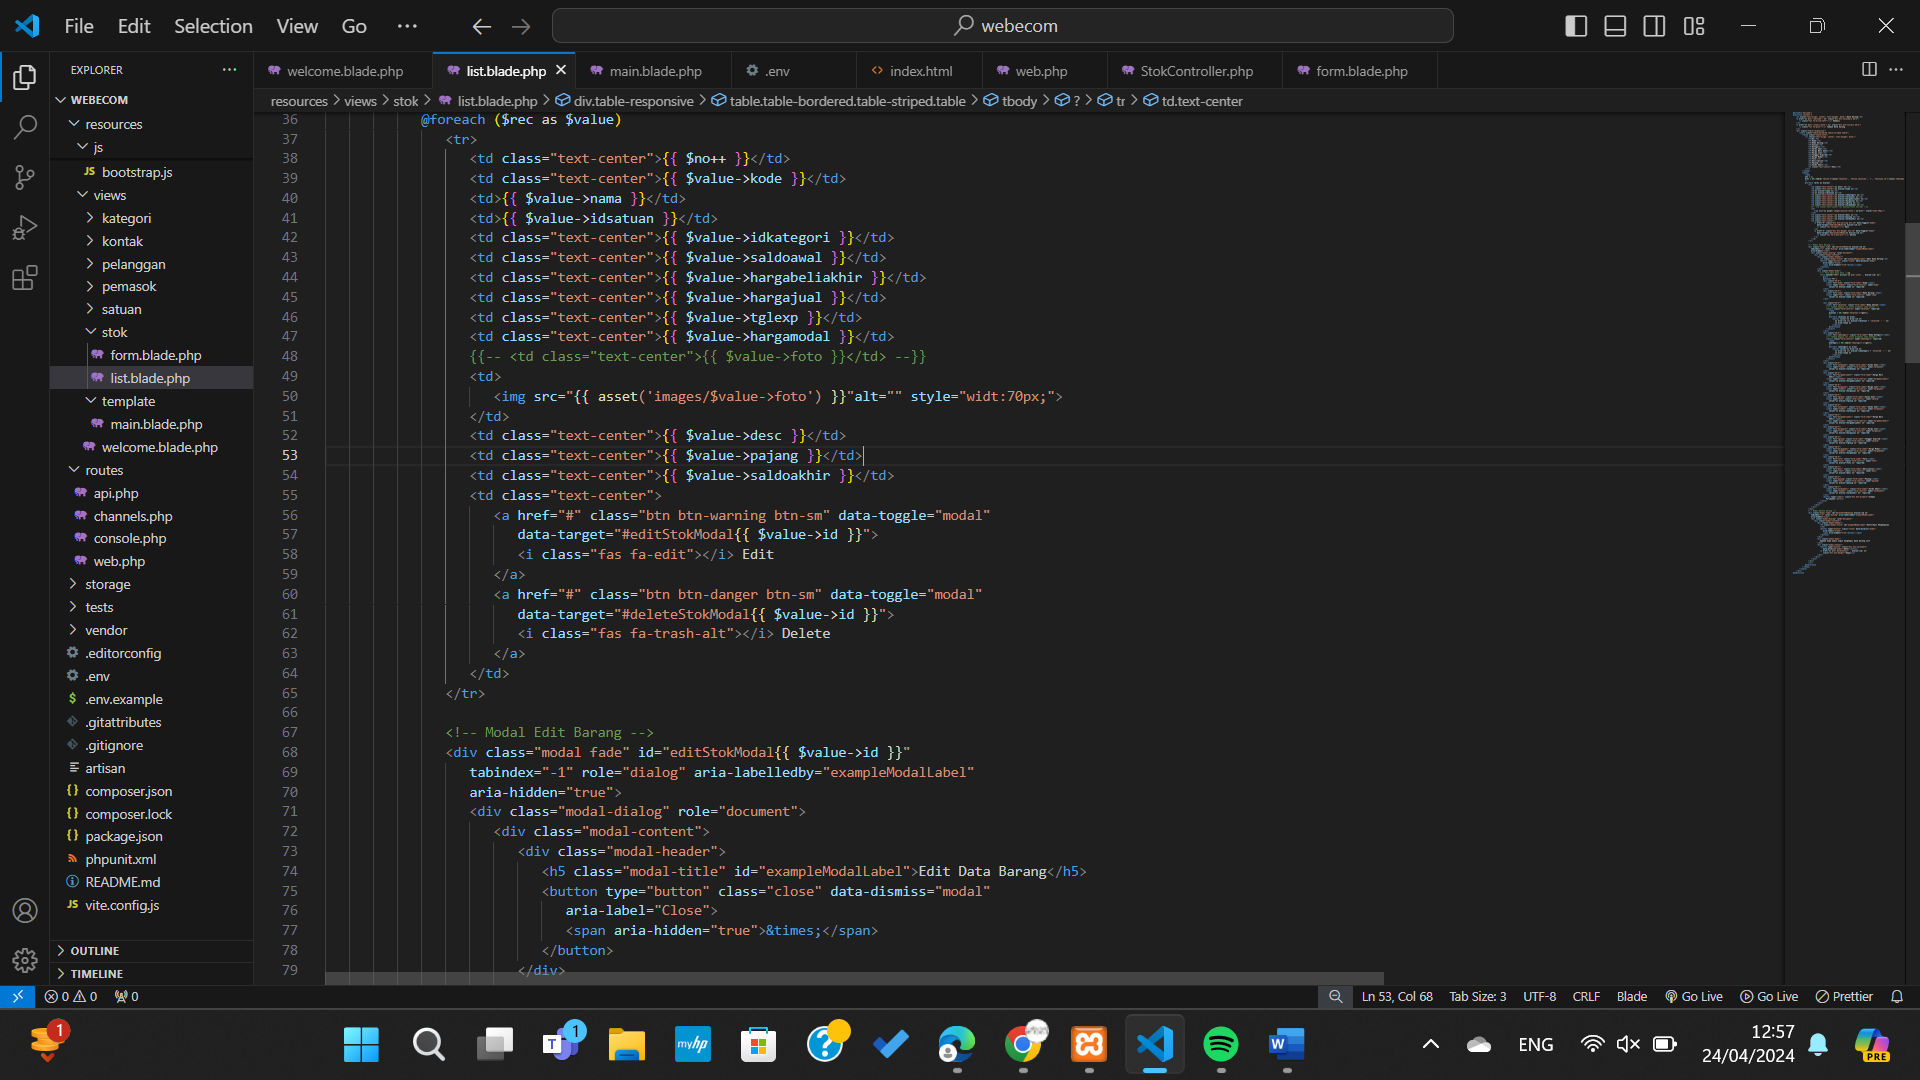 File Edit Selection View Go ··· webecom
EXPLORER ···
welcome.blade.php list.blade.php main.blade.php .env index.html web.php StokController.php form.blade.php
resources > views > stok > list.blade.php > div.table-responsive > table.table-bordered.table-striped.table > tbody > ? > tr > td.text-center
WEBECOM
resources
js
bootstrap.js
views
kategori
kontak
pelanggan
pemasok
satuan
stok
form.blade.php
list.blade.php
template
main.blade.php
welcome.blade.php
routes
api.php
channels.php
console.php
web.php
storage
tests
vendor
.editorconfig
.env
.env.example
.gitattributes
.gitignore
artisan
composer.json
composer.lock
package.json
phpunit.xml
README.md
vite.config.js
OUTLINE
TIMELINE
36 @foreach ($rec as $value)
37 <tr>
38 <td class="text-center">{{ $no++ }}</td>
39 <td class="text-center">{{ $value->kode }}</td>
40 <td>{{ $value->nama }}</td>
41 <td>{{ $value->idsatuan }}</td>
42 <td class="text-center">{{ $value->idkategori }}</td>
43 <td class="text-center">{{ $value->saldoawal }}</td>
44 <td class="text-center">{{ $value->hargabeliakhir }}</td>
45 <td class="text-center">{{ $value->hargajual }}</td>
46 <td class="text-center">{{ $value->tglexp }}</td>
47 <td class="text-center">{{ $value->hargamodal }}</td>
48 {{-- <td class="text-center">{{ $value->foto }}</td> --}}
49 <td>
50 <img src="{{ asset('images/$value->foto') }}"alt="" style="widt:70px;">
51 </td>
52 <td class="text-center">{{ $value->desc }}</td>
53 <td class="text-center">{{ $value->pajang }}</td>
54 <td class="text-center">{{ $value->saldoakhir }}</td>
55 <td class="text-center">
56 <a href="#" class="btn btn-warning btn-sm" data-toggle="modal"
57 data-target="#editStokModal{{ $value->id }}">
58 <i class="fas fa-edit"></i> Edit
59 </a>
60 <a href="#" class="btn btn-danger btn-sm" data-toggle="modal"
61 data-target="#deleteStokModal{{ $value->id }}">
62 <i class="fas fa-trash-alt"></i> Delete
63 </a>
64 </td>
65 </tr>
66
67 <!-- Modal Edit Barang -->
68 <div class="modal fade" id="editStokModal{{ $value->id }}"
69 tabindex="-1" role="dialog" aria-labelledby="exampleModalLabel"
70 aria-hidden="true">
71 <div class="modal-dialog" role="document">
72 <div class="modal-content">
73 <div class="modal-header">
74 <h5 class="modal-title" id="exampleModalLabel">Edit Data Barang</h5>
75 <button type="button" class="close" data-dismiss="modal"
76 aria-label="Close">
77 <span aria-hidden="true">&times;</span>
78 </button>
79 </div>
0 0 0 Ln 53, Col 68 Tab Size: 3 UTF-8 CRLF Blade Go Live Go Live Prettier
1 T 1 myhp ? W ENG 12:57
24/04/2024 PRE